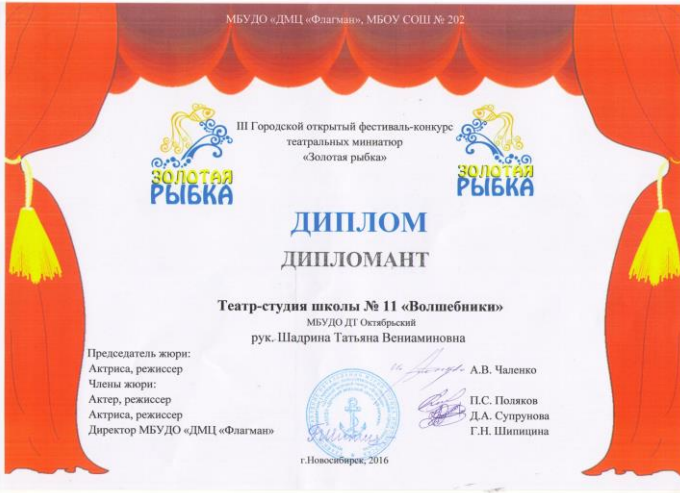 МБУДО «ДМЦ «Флагман», МБОУ СОШ № 202
III Городской открытый фестиваль-конкурс
театральных миниатюр
«Золотая рыбка»
ЗОЛОТАЯ
РЫБКА
ЗОЛОТАЯ
РЫБКА
ДИПЛОМ
ДИПЛОМАНТ
Театр-студия школы № 11 «Волшебники»
МБУДО ДТ Октябрьский
рук. Шадрина Татьяна Вениаминовна
Председатель жюри:
Актриса, режиссер А.В. Чаленко
Члены жюри:
Актер, режиссер П.С. Поляков
Актриса, режиссер Д.А. Супрунова
Директор МБУДО «ДМЦ «Флагман» Г.Н. Шипицина
г.Новосибирск, 2016